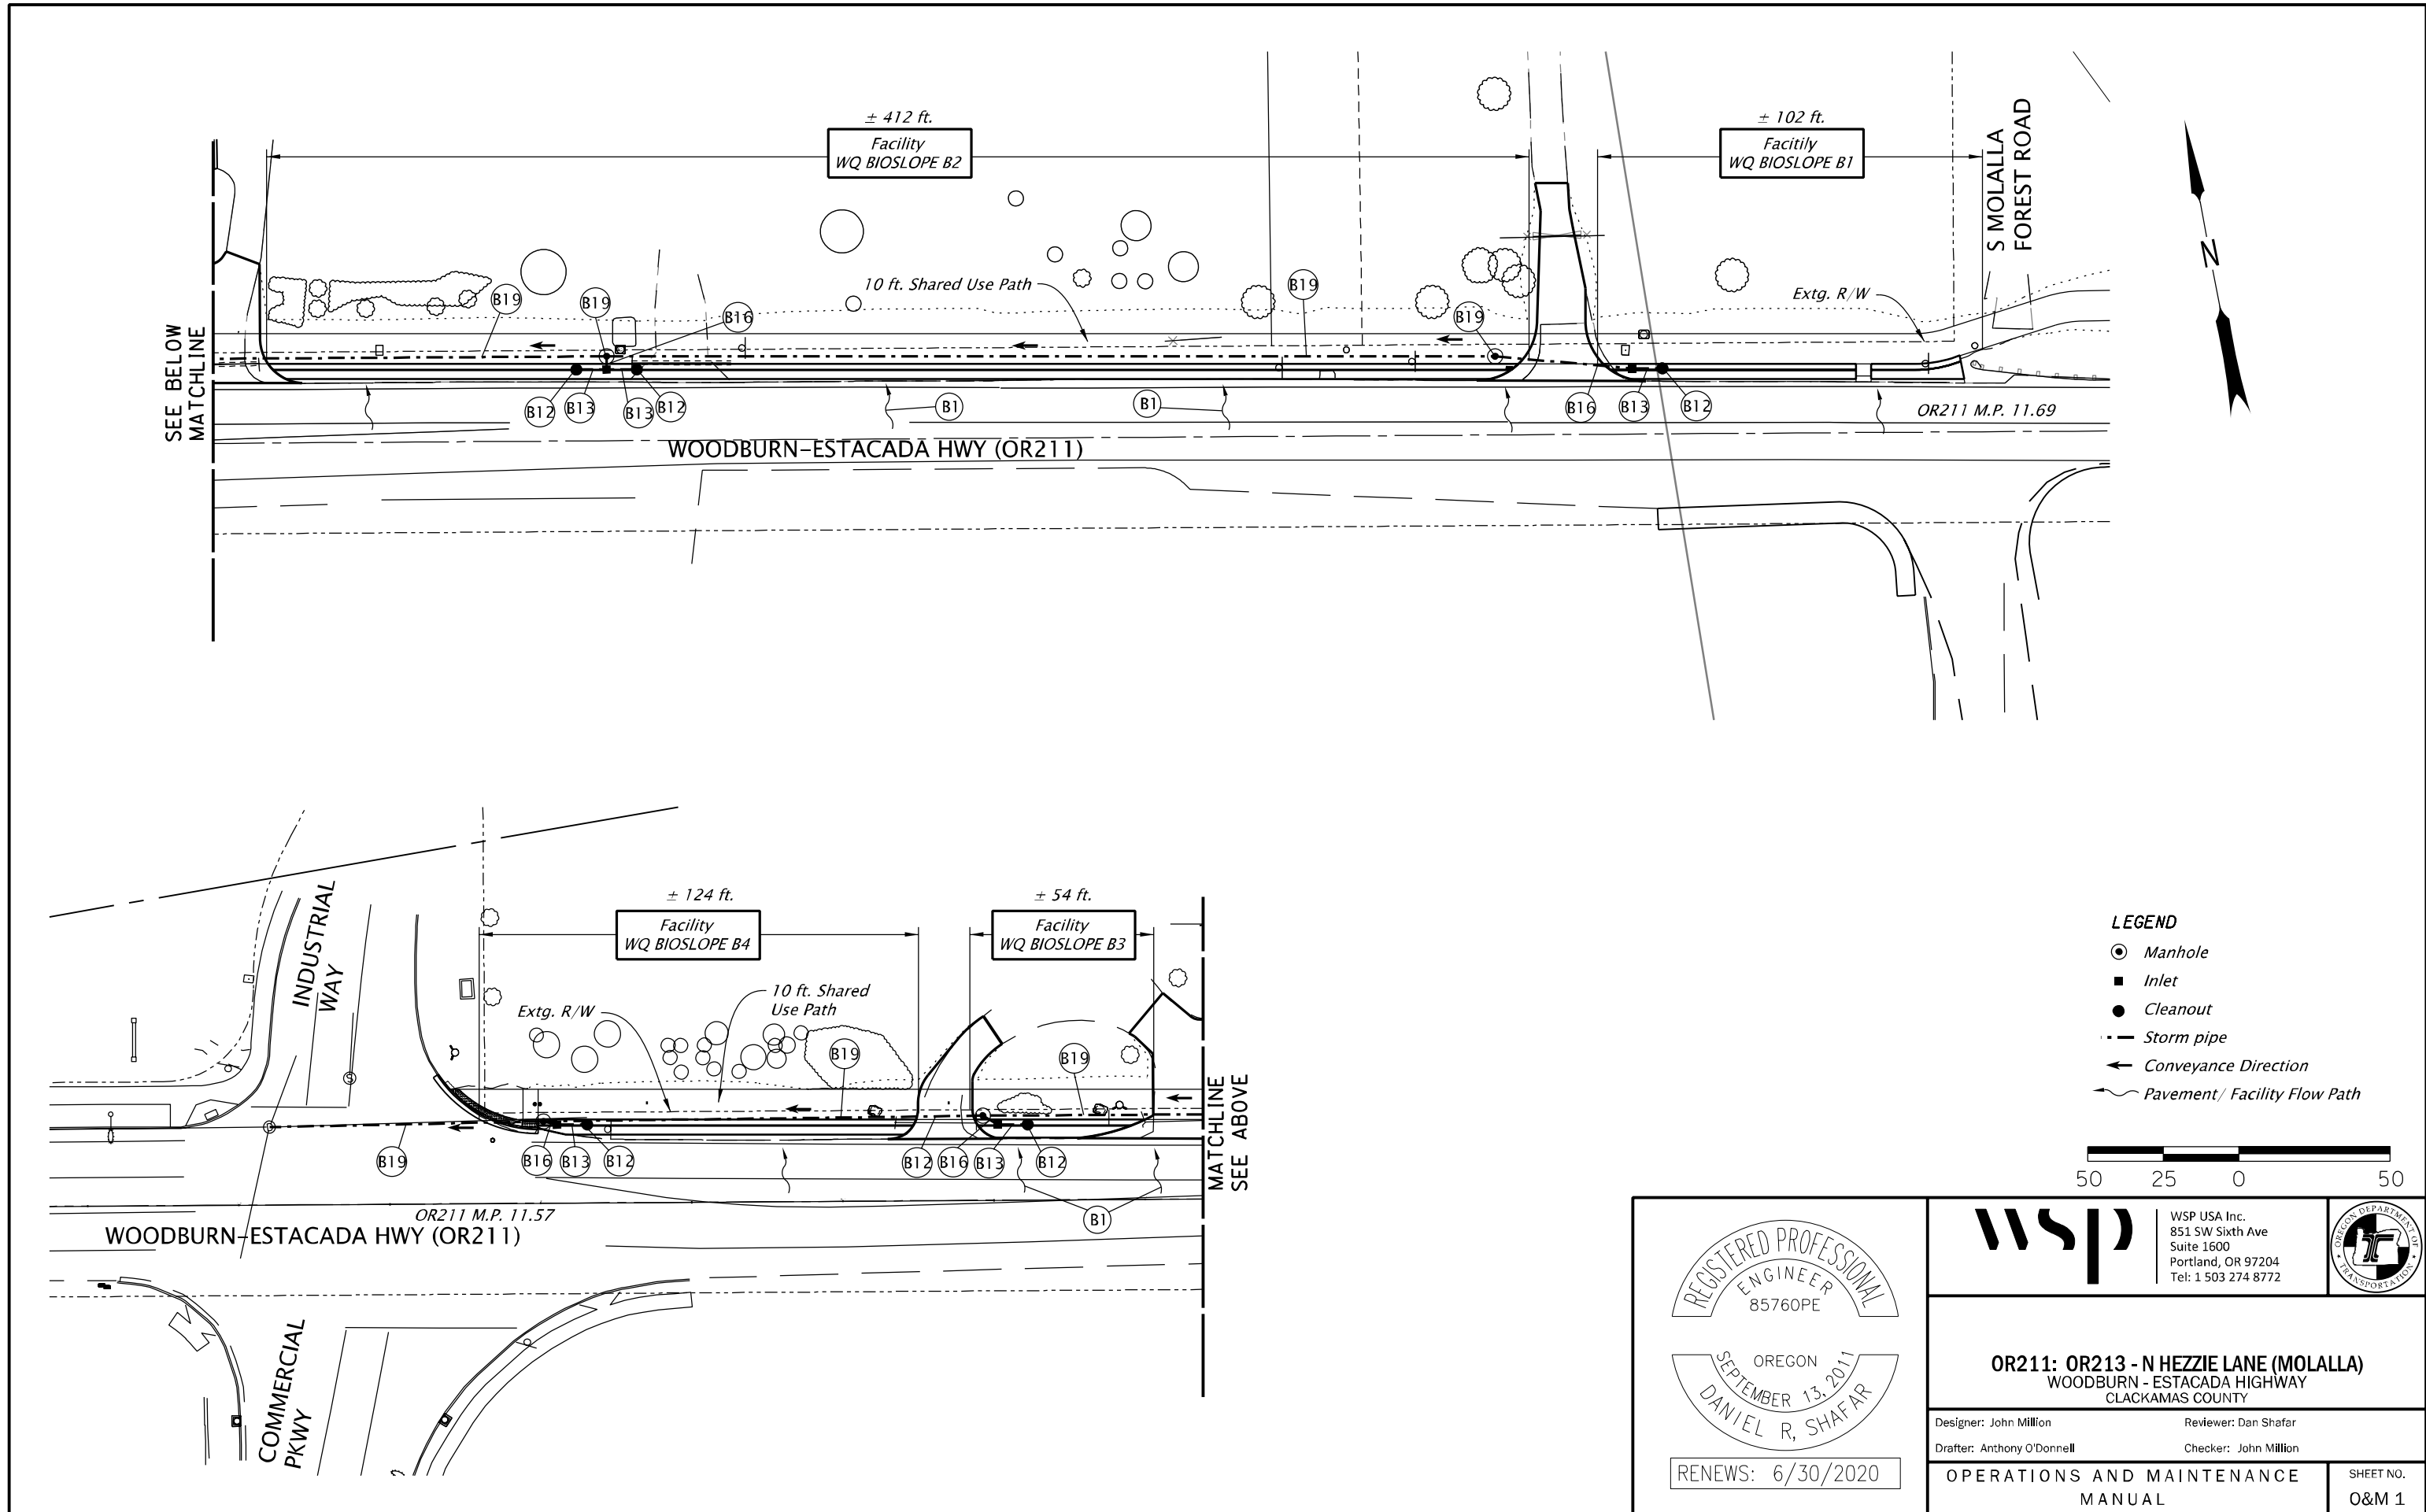 ± 412 ft.
Facility
WQ BIOSLOPE B2
± 102 ft.
Facitily
WQ BIOSLOPE B1
S MOLALLA
FOREST ROAD
N
10 ft. Shared Use Path
Extg. R/W
B19
B19
B16
B19
B19
SEE BELOW
MATCHLINE
B12
B13
B13
B12
B1
B1
B16
B13
B12
OR211 M.P. 11.69
WOODBURN-ESTACADA HWY (OR211)
± 124 ft.
Facility
WQ BIOSLOPE B4
± 54 ft.
Facility
WQ BIOSLOPE B3
INDUSTRIAL
WAY
Extg. R/W
10 ft. Shared
Use Path
B19
B19
S
MATCHLINE
SEE ABOVE
B19
B16
B13
B12
B12
B16
B13
B12
B1
OR211 M.P. 11.57
WOODBURN-ESTACADA HWY (OR211)
COMMERCIAL
PKWY
LEGEND
Manhole
Inlet
Cleanout
Storm pipe
Conveyance Direction
Pavement/ Facility Flow Path
50 25 0 50
REGISTERED PROFESSIONAL
ENGINEER
85760PE
OREGON
SEPTEMBER 13, 2011
DANIEL R, SHAFAR
RENEWS: 6/30/2020
wsp
WSP USA Inc.
851 SW Sixth Ave
Suite 1600
Portland, OR 97204
Tel: 1 503 274 8772
OREGON DEPARTMENT OF
TRANSPORTATION
OR211: OR213 - N HEZZIE LANE (MOLALLA)
WOODBURN - ESTACADA HIGHWAY
CLACKAMAS COUNTY
Designer: John Million
Reviewer: Dan Shafar
Drafter: Anthony O'Donnell
Checker: John Million
OPERATIONS AND MAINTENANCE
MANUAL
SHEET NO.
O&M 1